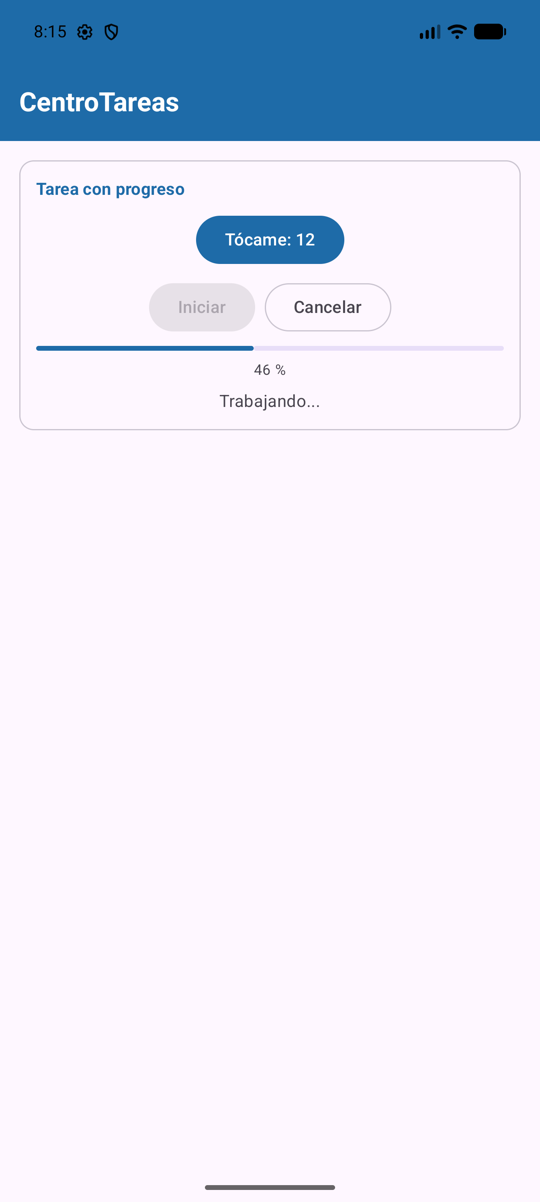 8:15
CentroTareas
Tarea con progreso
Tócame: 12
Iniciar Cancelar
46 %
Trabajando...